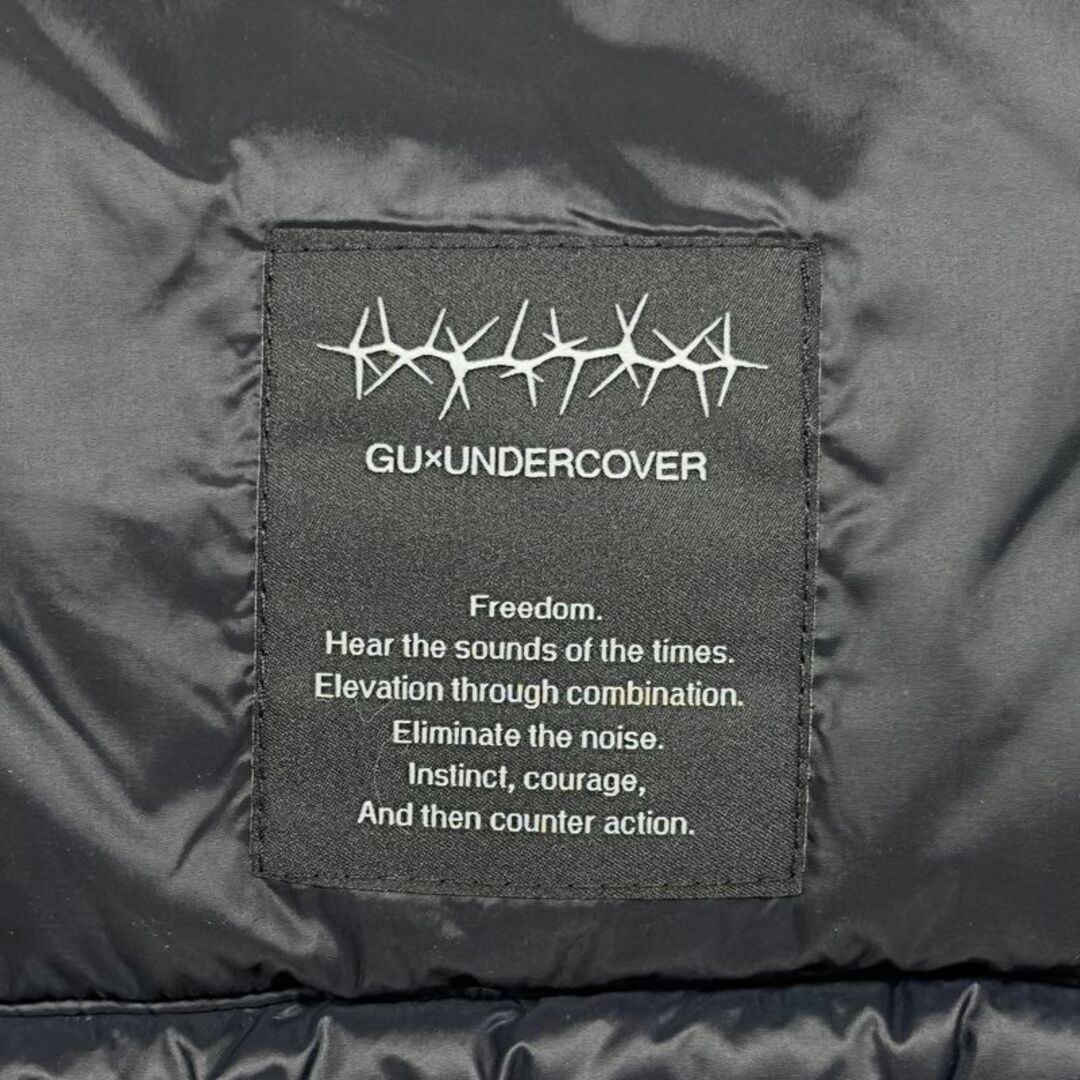 GU×UNDERCOVER
Freedom.
Hear the sounds of the times.
Elevation through combination.
Eliminate the noise.
Instinct, courage,
And then counter action.